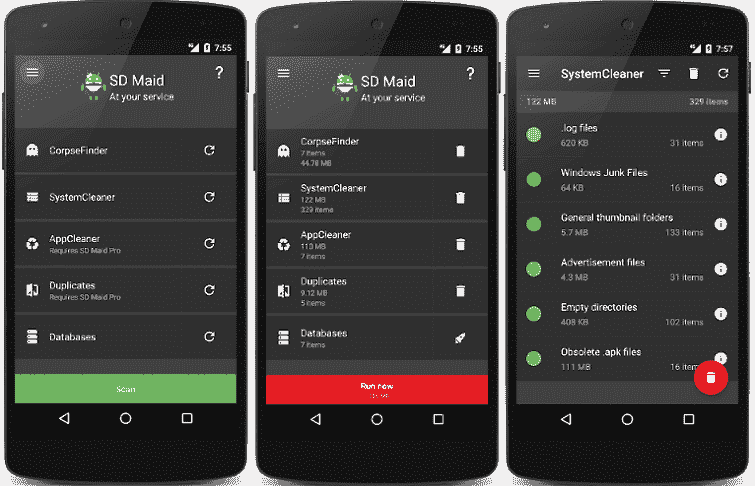 7:55
SD Maid
At your service
?
CorpseFinder
SystemCleaner
AppCleaner
Requires SD Maid Pro
Duplicates
Requires SD Maid Pro
Databases
Scan
7:55
SD Maid
At your service
?
CorpseFinder
7 items
44.78 MB
SystemCleaner
122 MB
329 items
AppCleaner
113 MB
7 items
Duplicates
9.12 MB
5 items
Databases
7 items
Run now
7:57
SystemCleaner
122 MB 329 items
.log files
620 KB 31 items
Windows Junk Files
64 KB 16 items
General thumbnail folders
5.7 MB 133 items
Advertisement files
4.3 MB 31 items
Empty directories
408 KB 102 items
Obsolete .apk files
111 MB 16 items